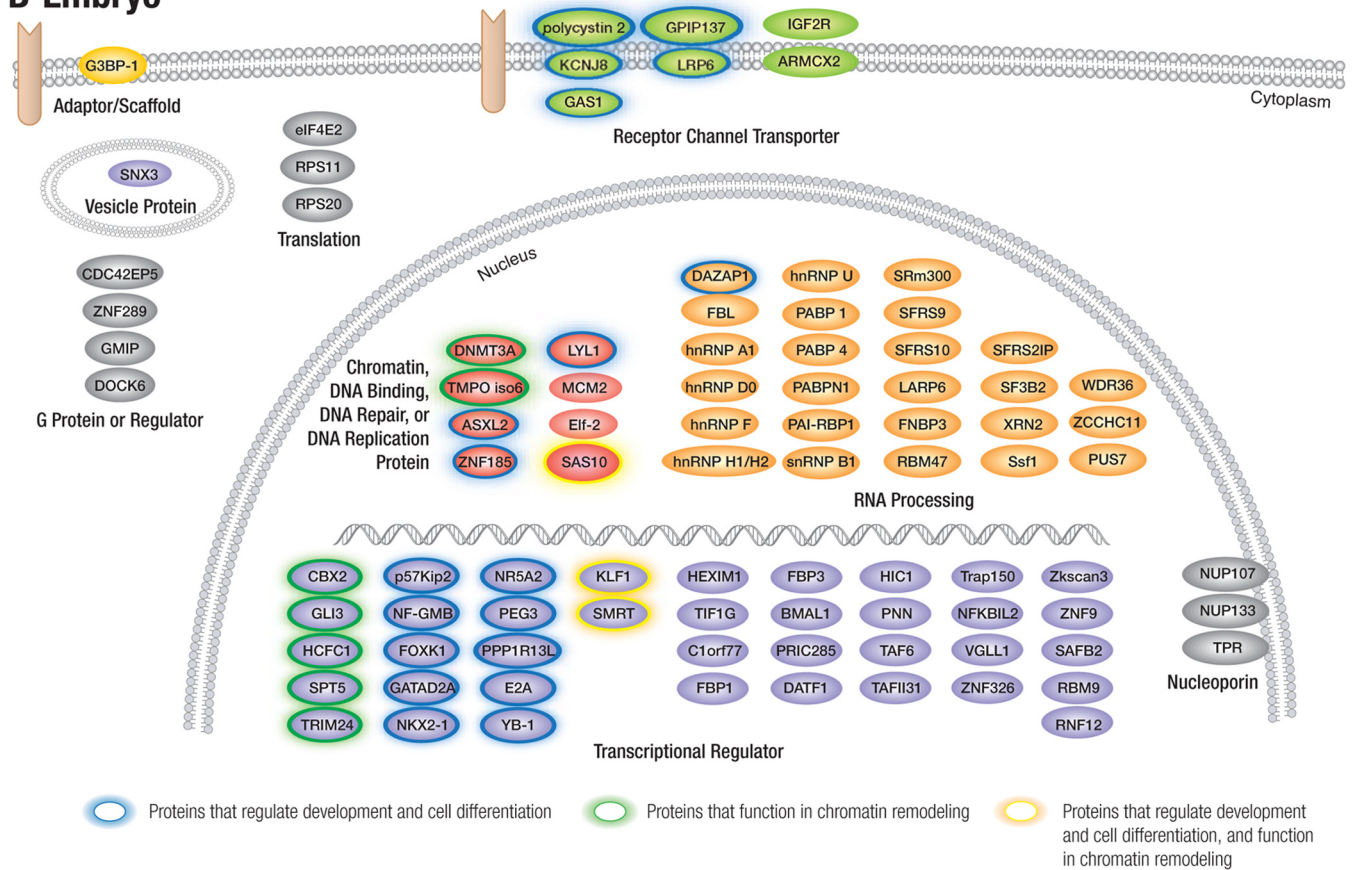 D Embryo
G3BP-1
Adaptor/Scaffold
polycystin 2
GPIP137
IGF2R
KCNJ8
LRP6
ARMCX2
GAS1
Receptor Channel Transporter
Cytoplasm
SNX3
Vesicle Protein
eIF4E2
RPS11
RPS20
Translation
CDC42EP5
ZNF289
GMIP
DOCK6
G Protein or Regulator
Nucleus
Chromatin,
DNA Binding,
DNA Repair, or
DNA Replication
Protein
DNMT3A
LYL1
TMPO iso6
MCM2
ASXL2
Elf-2
ZNF185
SAS10
DAZAP1
hnRNP U
SRm300
FBL
PABP 1
SFRS9
hnRNP A1
PABP 4
SFRS10
SFRS2IP
hnRNP D0
PABPN1
LARP6
SF3B2
WDR36
hnRNP F
PAI-RBP1
FNBP3
XRN2
ZCCHC11
hnRNP H1/H2
snRNP B1
RBM47
Ssf1
PUS7
RNA Processing
CBX2
p57Kip2
NR5A2
KLF1
HEXIM1
FBP3
HIC1
Trap150
Zkscan3
GLI3
NF-GMB
PEG3
SMRT
TIF1G
BMAL1
PNN
NFKBIL2
ZNF9
HCFC1
FOXK1
PPP1R13L
C1orf77
PRIC285
TAF6
VGLL1
SAFB2
SPT5
GATAD2A
E2A
FBP1
DATF1
TAFII31
ZNF326
RBM9
TRIM24
NKX2-1
YB-1
RNF12
Transcriptional Regulator
NUP107
NUP133
TPR
Nucleoporin
Proteins that regulate development and cell differentiation
Proteins that function in chromatin remodeling
Proteins that regulate development
and cell differentiation, and function
in chromatin remodeling